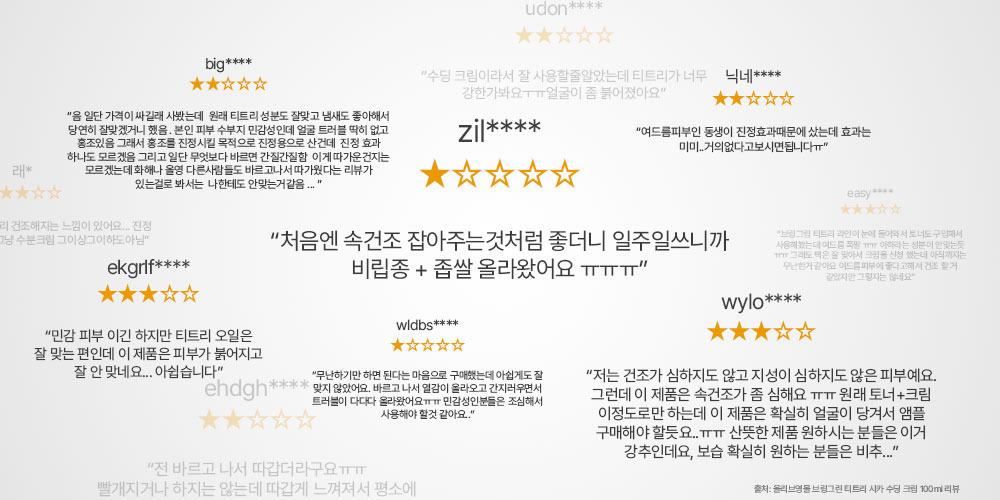 udon****
★★☆☆☆
“수딩 크림이라서 잘 사용할줄알았는데 티트리가 너무
강한가봐요ㅜㅜ얼굴이 좀 붉어졌아요”
big****
★★☆☆☆
“음 일단 가격이 싸길래 사봤는데 원래 티트리 성분도 잘맞고 냄새도 좋아해서
당연히 잘맞겠거니 했음. 본인 피부 수부지 민감성인데 얼굴 트러블 딱히 없고
홍조있음 그래서 홍조를 진정시킬 목적으로 진정용으로 산건데 진정 효과
하나도 모르겠음 그리고 일단 무엇보다 바르면 간질간질함 이게 따가운건지는
모르겠는데 화해나 올영 다른사람들도 바르고나서 따가웠다는 리뷰가
있는걸로 봐서는 나한테도 안맞는거같음 ... ”
닉네****
★★☆☆☆
“여드름피부인 동생이 진정효과때문에 샀는데 효과는
미미..거의없다고보시면됩니다ㅠ”
zil****
★☆☆☆☆
“처음엔 속건조 잡아주는것처럼 좋더니 일주일쓰니까
비립종 + 좁쌀 올라왔어요 ㅠㅠㅠ”
래*
★★☆☆
리 건조해지는 느낌이 있어요... 진정
그냥 수분크림 그이상그이하도아님”
easy****
★★★☆☆
“브링그린 티트리 라인이 눈에 들어와서 토너도 구입해서
사용해봤는데 여드름 폭발 ㅠㅠ 아하라는 성분이 안맞는듯
ㅠㅠ 그래도 팩은 잘 맞아서 크림을 신청 했는데 아직까지는
무난한거 같아요 여드름피부에 좋다고해서 건조 할 거
같았지만 그렇지는 않네요”
ekgrlf****
★★★☆☆
“민감 피부 이긴 하지만 티트리 오일은
잘 맞는 편인데 이 제품은 피부가 붉어지고
잘 안 맞네요... 아쉽습니다”
wldbs****
★☆☆☆☆
“무난하기만 하면 된다는 마음으로 구매했는데 아쉽게도 잘
맞지 않았어요. 바르고 나서 열감이 올라오고 간지러우면서
트러블이 다다다 올라왔어요ㅠㅠ 민감성인분들은 조심해서
사용해야 할것 같아요..”
wylo****
★★★☆☆
“저는 건조가 심하지도 않고 지성이 심하지도 않은 피부예요.
그런데 이 제품은 속건조가 좀 심해요 ㅠㅠ 원래 토너+크림
이정도로만 하는데 이 제품은 확실히 얼굴이 당겨서 앰플
구매해야 할듯요..ㅠㅠ 산뜻한 제품 원하시는 분들은 이거
강추인데요, 보습 확실히 원하는 분들은 비추...”
ehdgh****
★★☆☆☆
“전 바르고 나서 따갑더라구요ㅠㅠ
빨개지거나 하지는 않는데 따갑게 느껴져서 평소에
출처: 올리브영몰 브링그린 티트리 시카 수딩 크림 100ml 리뷰